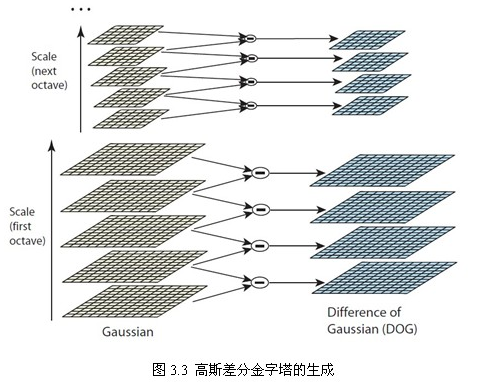 ...
Scale
(next
octave)
Scale
(first
octave)
Gaussian
Difference of
Gaussian (DOG)
图 3.3 高斯差分金字塔的生成